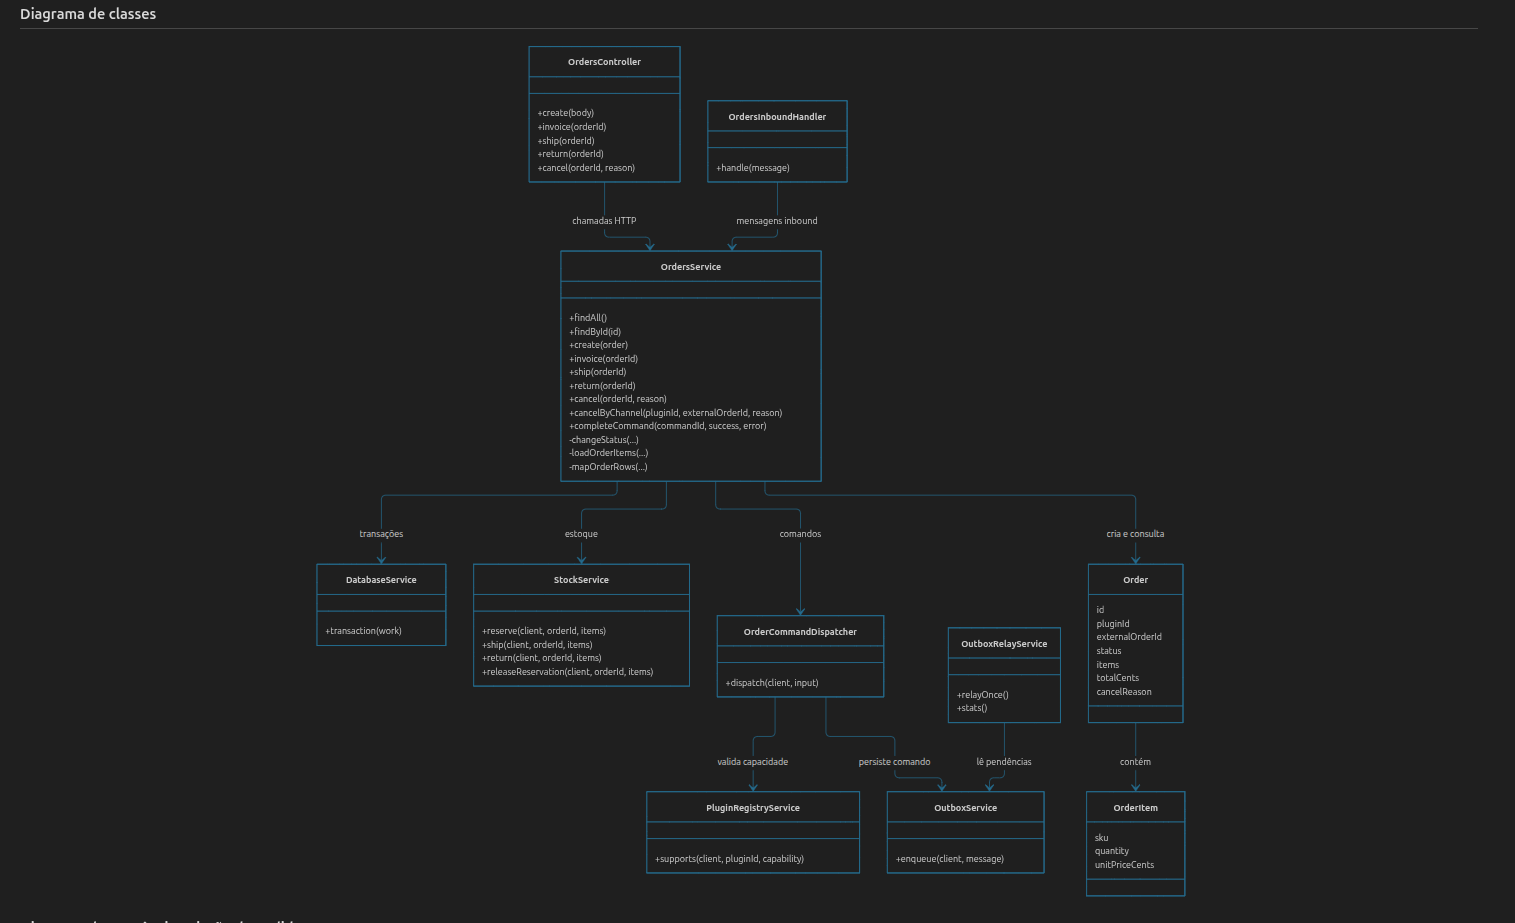 Diagrama de classes
OrdersController
+create(body)
+invoice(orderId)
+ship(orderId)
+return(orderId)
+cancel(orderId, reason)
OrdersInboundHandler
+handle(message)
chamadas HTTP
mensagens inbound
OrdersService
+findAll()
+findById(id)
+create(order)
+invoice(orderId)
+ship(orderId)
+return(orderId)
+cancel(orderId, reason)
+cancelByChannel(pluginId, externalOrderId, reason)
+completeCommand(commandId, success, error)
-changeStatus(...)
-loadOrderItems(...)
-mapOrderRows(...)
transações
estoque
comandos
cria e consulta
DatabaseService
+transaction(work)
StockService
+reserve(client, orderId, items)
+ship(client, orderId, items)
+return(client, orderId, items)
+releaseReservation(client, orderId, items)
OrderCommandDispatcher
+dispatch(client, input)
OutboxRelayService
+relayOnce()
+stats()
Order
id
pluginId
externalOrderId
status
items
totalCents
cancelReason
valida capacidade
persiste comando
lê pendências
contém
PluginRegistryService
+supports(client, pluginId, capability)
OutboxService
+enqueue(client, message)
OrderItem
sku
quantity
unitPriceCents